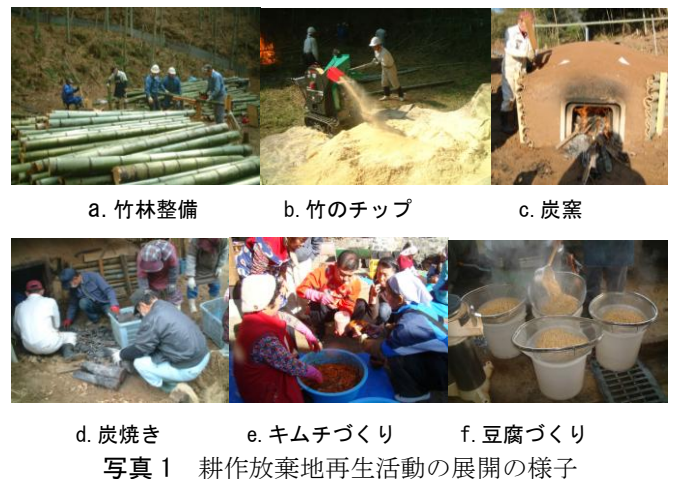 a.竹林整備
b.竹のチップ
c.炭窯
d.炭焼き
e.キムチづくり
f.豆腐づくり
写真1 耕作放棄地再生活動の展開の様子